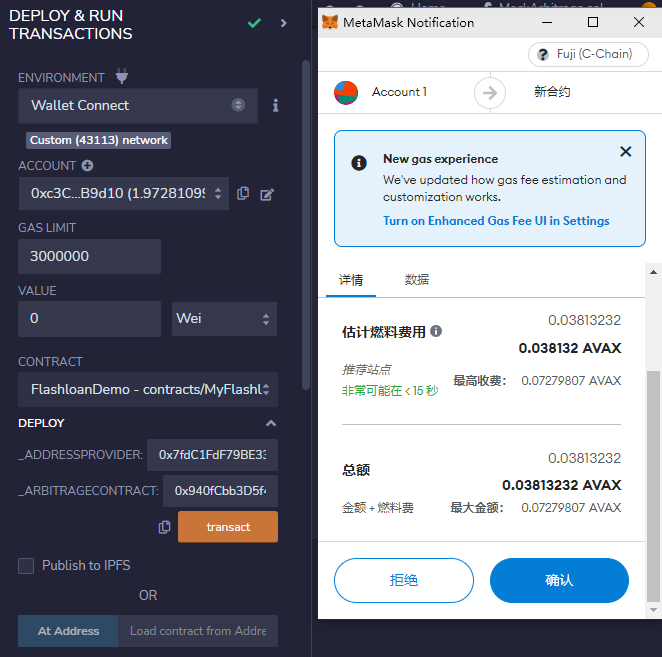 DEPLOY & RUN
TRANSACTIONS
ENVIRONMENT
Wallet Connect
Custom (43113) network
ACCOUNT
0xc3C...B9d10 (1.97281099
GAS LIMIT
3000000
VALUE
0
Wei
CONTRACT
FlashloanDemo - contracts/MyFlashl
DEPLOY
_ADDRESSPROVIDER:
0x7fdC1FdF79BE33
_ARBITRAGECONTRACT:
0x940fCbb3D5f4
transact
Publish to IPFS
OR
At Address
Load contract from Addre
MetaMask Notification
Fuji (C-Chain)
Account 1
新合约
New gas experience
We've updated how gas fee estimation and
customization works.
Turn on Enhanced Gas Fee UI in Settings
详情
数据
估计燃料费用
0.03813232
0.038132 AVAX
推荐站点
非常可能在 < 15 秒
最高收费：
0.07279807 AVAX
总额
0.03813232
0.03813232 AVAX
金额 + 燃料费
最大金额：
0.07279807 AVAX
拒绝
确认